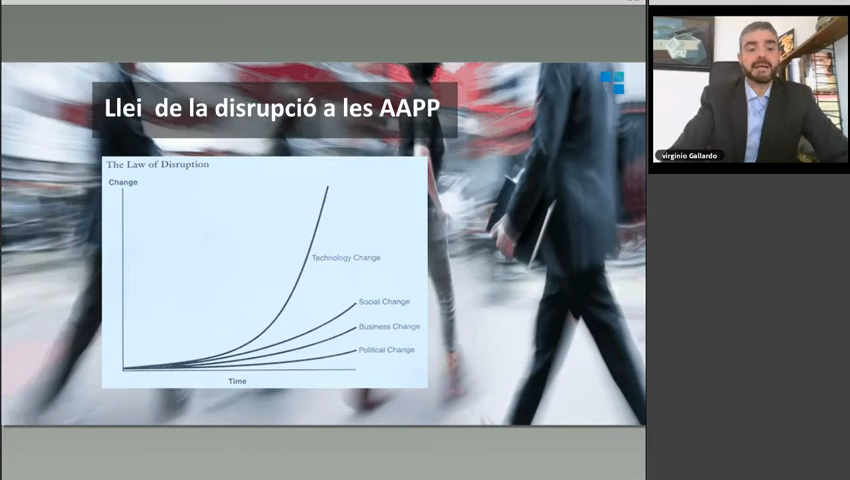 Llei de la disrupció a les AAPP
The Law of Disruption
Change
Technology Change
Social Change
Business Change
Political Change
Time
virginio Gallardo